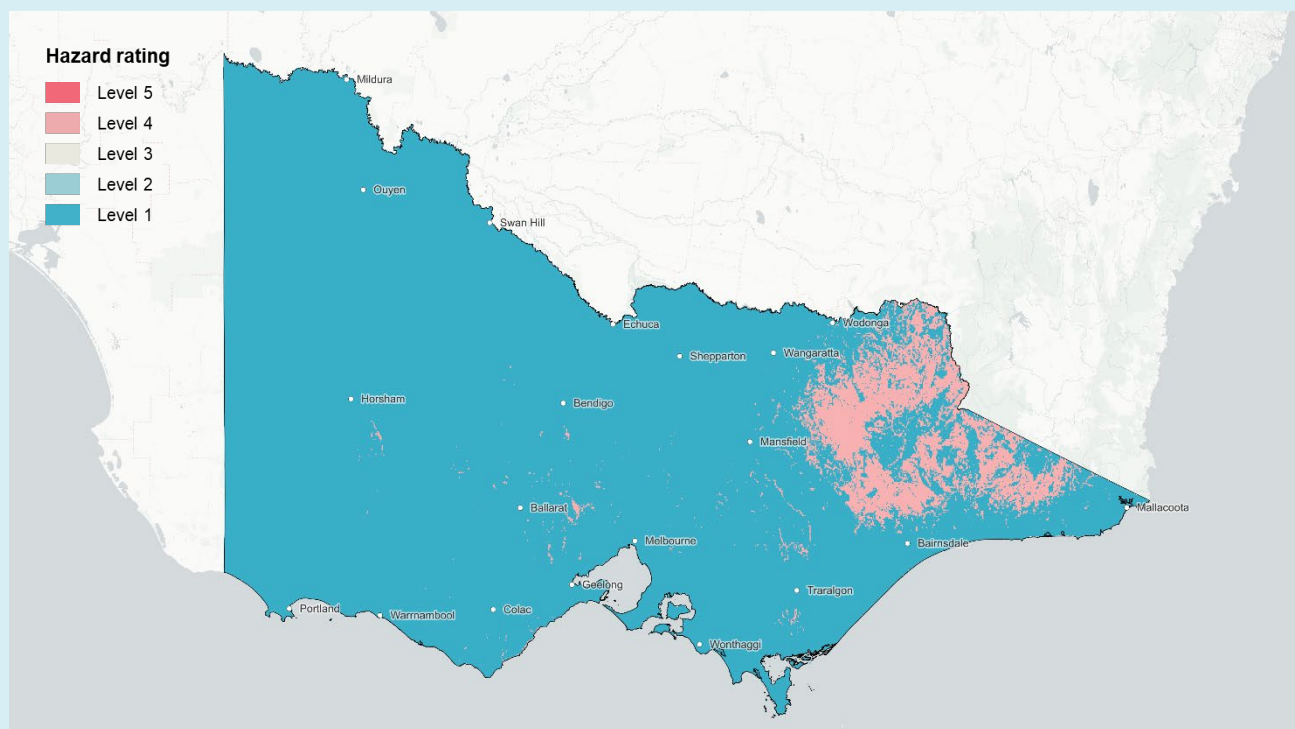 Hazard rating
Level 5
Level 4
Level 3
Level 2
Level 1
Mildura
Ouyen
Swan Hill
Echuca
Wodonga
Shepparton
Wangaratta
Horsham
Bendigo
Mansfield
Ballarat
Mallacoota
Melbourne
Bairnsdale
Geelong
Traralgon
Portland
Warrnambool
Colac
Wonthaggi